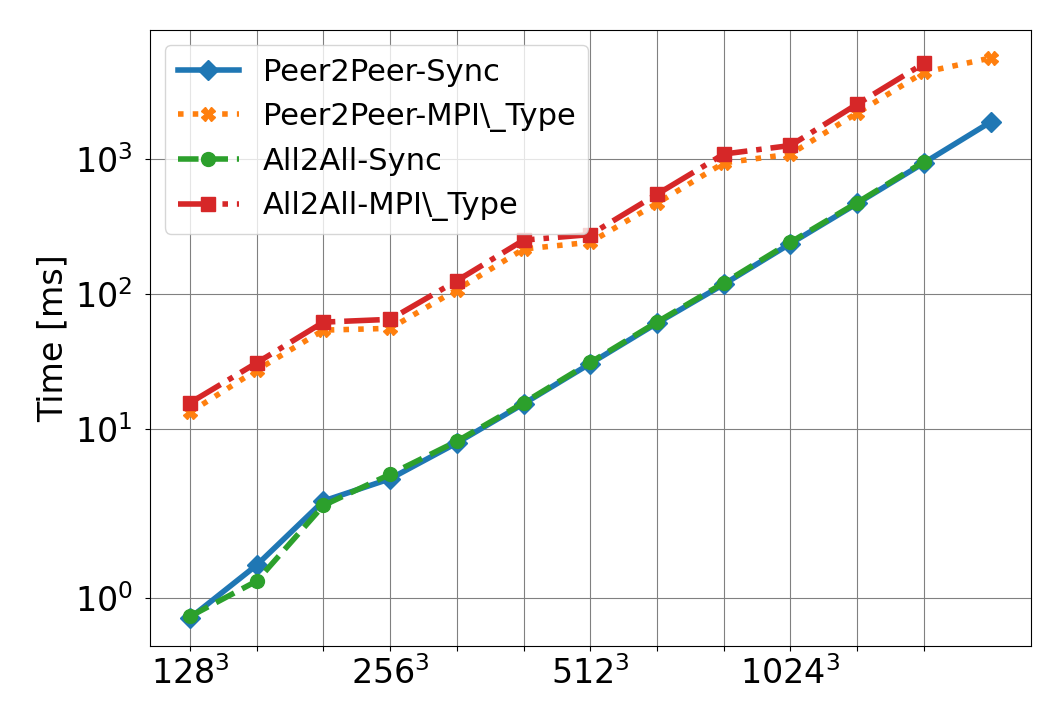 Peer2Peer-Sync
Peer2Peer-MPI\_Type
All2All-Sync
All2All-MPI\_Type
Time [ms]
10³
10²
10¹
10⁰
128³ 256³ 512³ 1024³